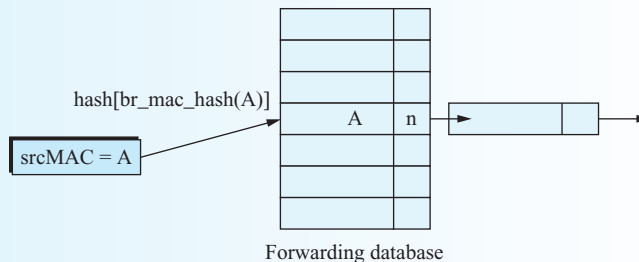 hash[br_mac_hash(A)]
A n
srcMAC = A
Forwarding database